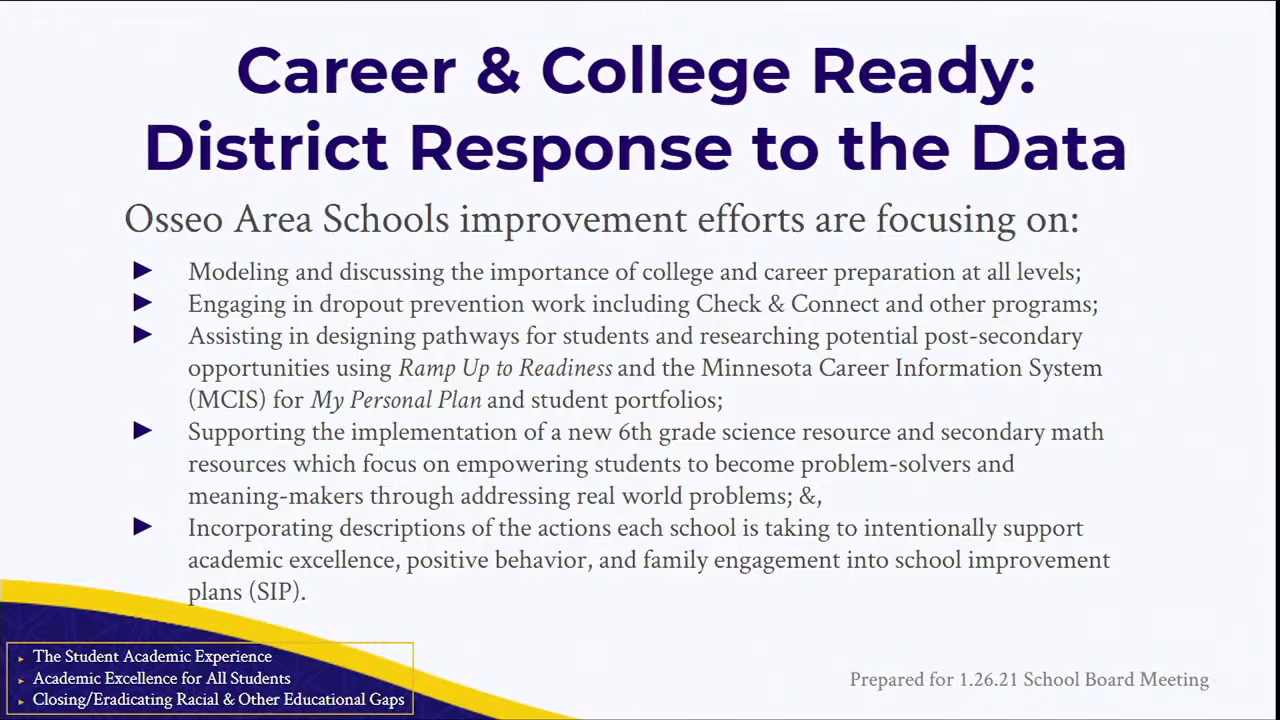 Career & College Ready:
District Response to the Data
Osseo Area Schools improvement efforts are focusing on:
► Modeling and discussing the importance of college and career preparation at all levels;
► Engaging in dropout prevention work including Check & Connect and other programs;
► Assisting in designing pathways for students and researching potential post-secondary
opportunities using Ramp Up to Readiness and the Minnesota Career Information System
(MCIS) for My Personal Plan and student portfolios;
► Supporting the implementation of a new 6th grade science resource and secondary math
resources which focus on empowering students to become problem-solvers and
meaning-makers through addressing real world problems; &,
► Incorporating descriptions of the actions each school is taking to intentionally support
academic excellence, positive behavior, and family engagement into school improvement
plans (SIP).
► The Student Academic Experience
► Academic Excellence for All Students
► Closing/Eradicating Racial & Other Educational Gaps
Prepared for 1.26.21 School Board Meeting